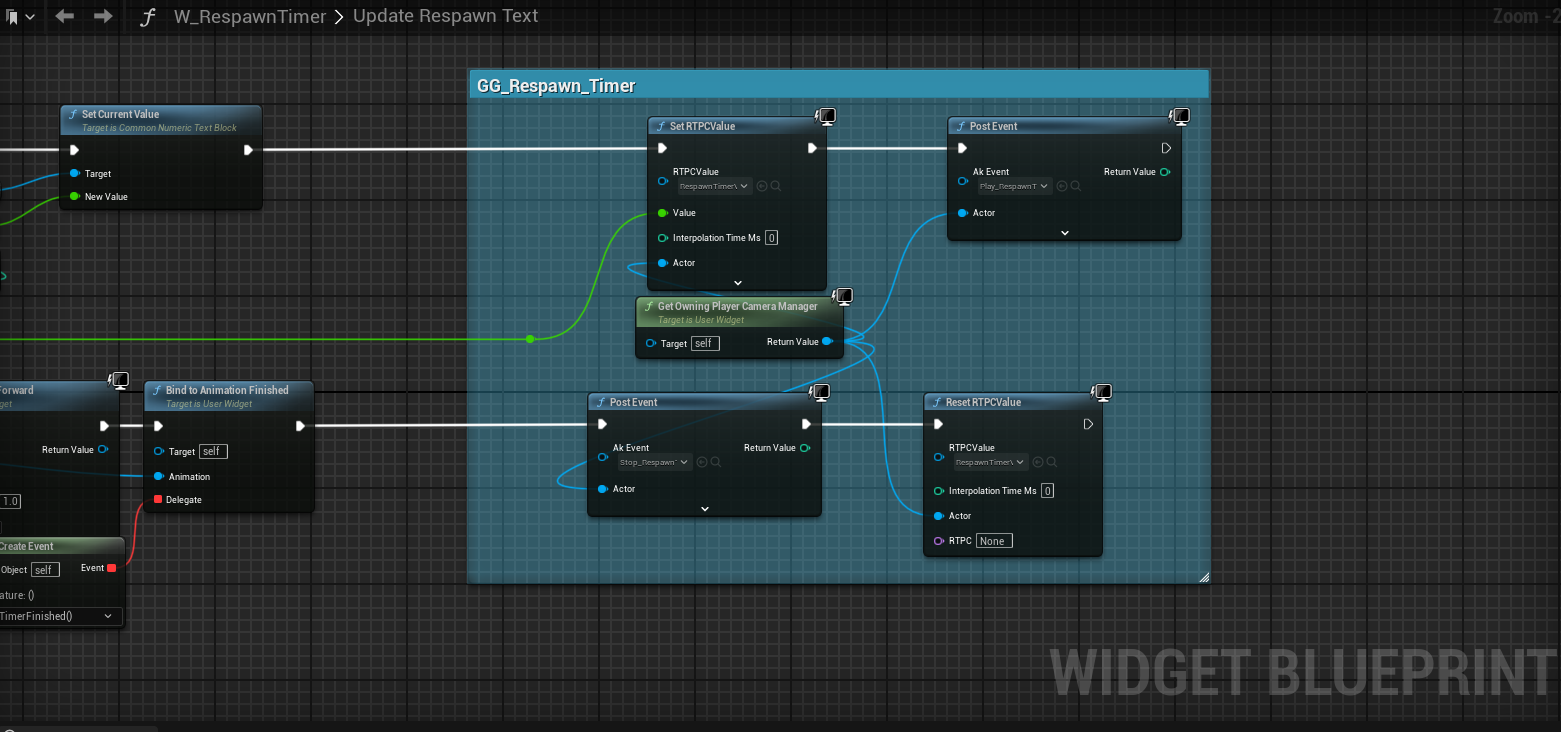 W_RespawnTimer > Update Respawn Text
Zoom -2
GG_Respawn_Timer
Set Current Value
Target is Common Numeric Text Block
Target
New Value
Set RTPCValue
RTPCValue
RespawnTimer\
Value
Interpolation Time Ms 0
Actor
Post Event
Ak Event
Play_RespawnT
Return Value
Actor
Get Owning Player Camera Manager
Target is User Widget
Target self
Return Value
Forward
get
Return Value
1.0
Bind to Animation Finished
Target is User Widget
Target self
Animation
Delegate
Create Event
Object self
Event
ature: ()
TimerFinished()
Post Event
Ak Event
Stop_Respawn
Return Value
Actor
Reset RTPCValue
RTPCValue
RespawnTimer\
Interpolation Time Ms 0
Actor
RTPC None
WIDGET BLUEPRINT